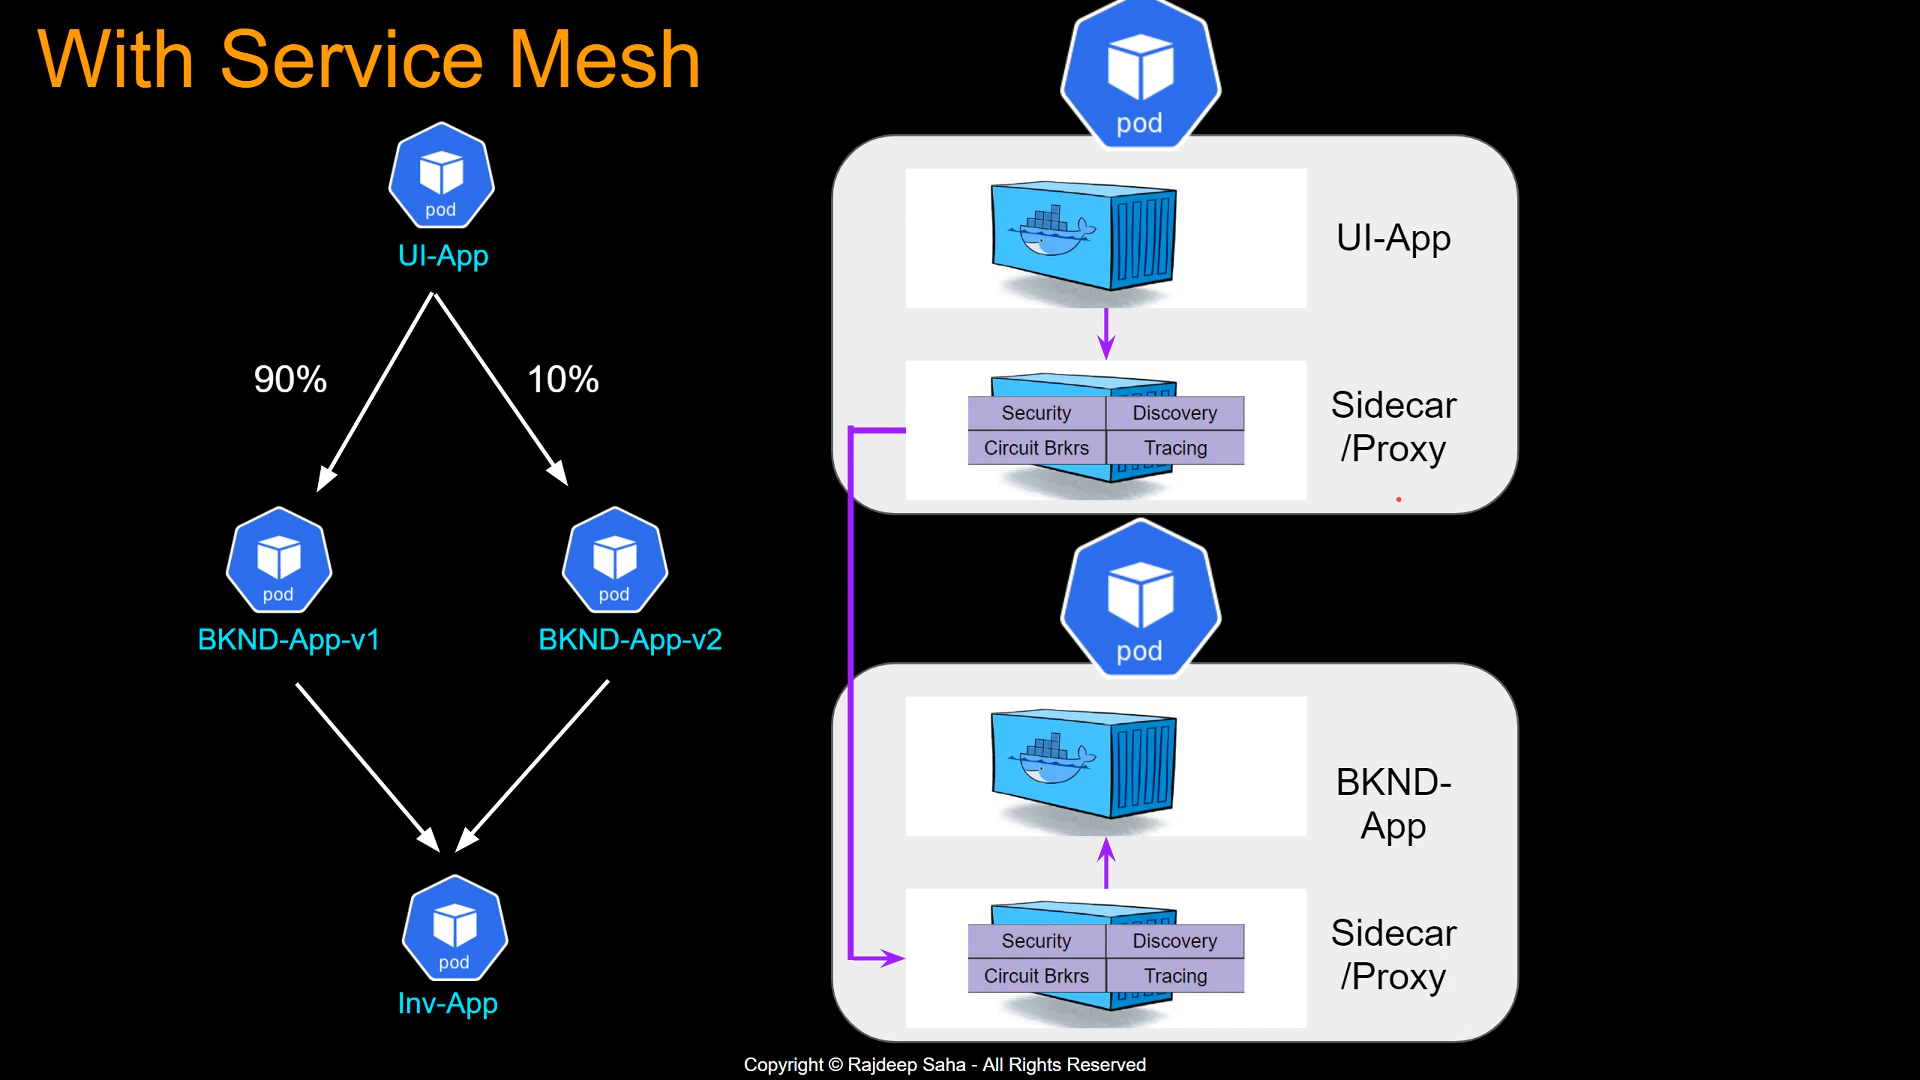 With Service Mesh
pod
UI-App
90%
10%
pod
BKND-App-v1
pod
BKND-App-v2
pod
Inv-App
pod
UI-App
Security
Discovery
Circuit Brkrs
Tracing
Sidecar
/Proxy
pod
BKND-
App
Security
Discovery
Circuit Brkrs
Tracing
Sidecar
/Proxy
Copyright © Rajdeep Saha - All Rights Reserved